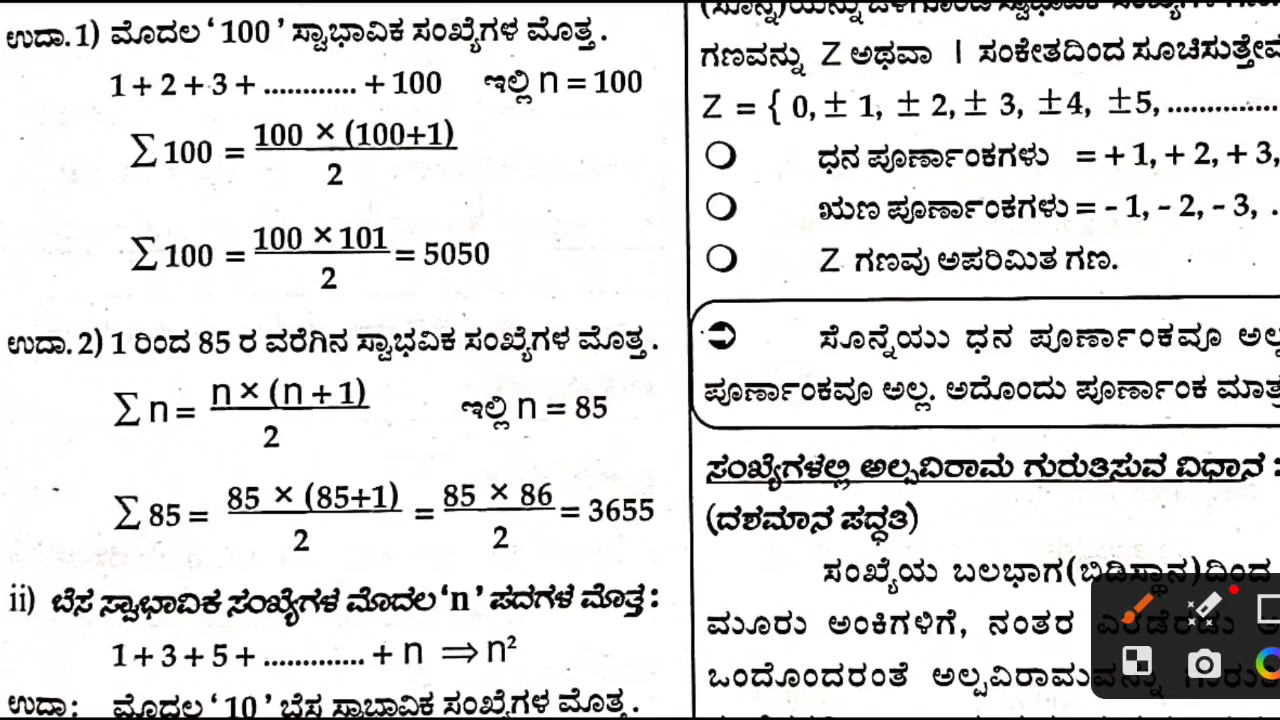 ಉದಾ. 1) ಮೊದಲ ' 100 ' ಸ್ವಾಭಾವಿಕ ಸಂಖ್ಯೆಗಳ ಮೊತ್ತ .
1 + 2 + 3 + ............ + 100 ಇಲ್ಲಿ n = 100
∑ 100 = 100 × (100+1)
2
∑ 100 = 100 × 101 = 5050
2
ಉದಾ. 2) 1 ರಿಂದ 85 ರ ವರೆಗಿನ ಸ್ವಾಭವಿಕ ಸಂಖ್ಯೆಗಳ ಮೊತ್ತ .
∑ n = n × (n + 1) ಇಲ್ಲಿ n = 85
2
∑ 85 = 85 × (85+1) = 85 × 86 = 3655
2 2
ii) ಬೆಸ ಸ್ವಾಭಾವಿಕ ಸಂಖ್ಯೆಗಳ ಮೊದಲ 'n' ಪದಗಳ ಮೊತ್ತ :
1 + 3 + 5 + ............. + n ⇒ n²
ಉದಾ : ಮೊದಲ ' 10 ' ಬೆಸ ಸ್ವಾಭಾವಿಕ ಸಂಖ್ಯೆಗಳ ಮೊತ್ತ .
ಗಣವನ್ನು Z ಅಥವಾ I ಸಂಕೇತದಿಂದ ಸೂಚಿಸುತ್ತೇವೆ
Z = { 0, ± 1, ± 2, ± 3, ±4, ±5, ..............
ಧನ ಪೂರ್ಣಾಂಕಗಳು = + 1, + 2, + 3,
ಋಣ ಪೂರ್ಣಾಂಕಗಳು = - 1, - 2, - 3, .
Z ಗಣವು ಅಪರಿಮಿತ ಗಣ.
ಸೊನ್ನೆಯು ಧನ ಪೂರ್ಣಾಂಕವೂ
ಪೂರ್ಣಾಂಕವೂ ಅಲ್ಲ. ಅದೊಂದು ಪೂರ್ಣಾಂಕ ಮಾತ್ರ
ಸಂಖ್ಯೆಗಳಲ್ಲಿ ಅಲ್ಪವಿರಾಮ ಗುರುತಿಸುವ ವಿಧಾನ :
(ದಶಮಾನ ಪದ್ಧತಿ)
ಸಂಖ್ಯೆಯ ಬಲಭಾಗ(ಬಿಡಿಸ್ಥಾನ)ದಿಂದ
ಮೂರು ಅಂಕಿಗಳಿಗೆ, ನಂತರ ಎರಡೆರಡು
ಒಂದೊಂದರಂತೆ ಅಲ್ಪವಿರಾಮವನ್ನು